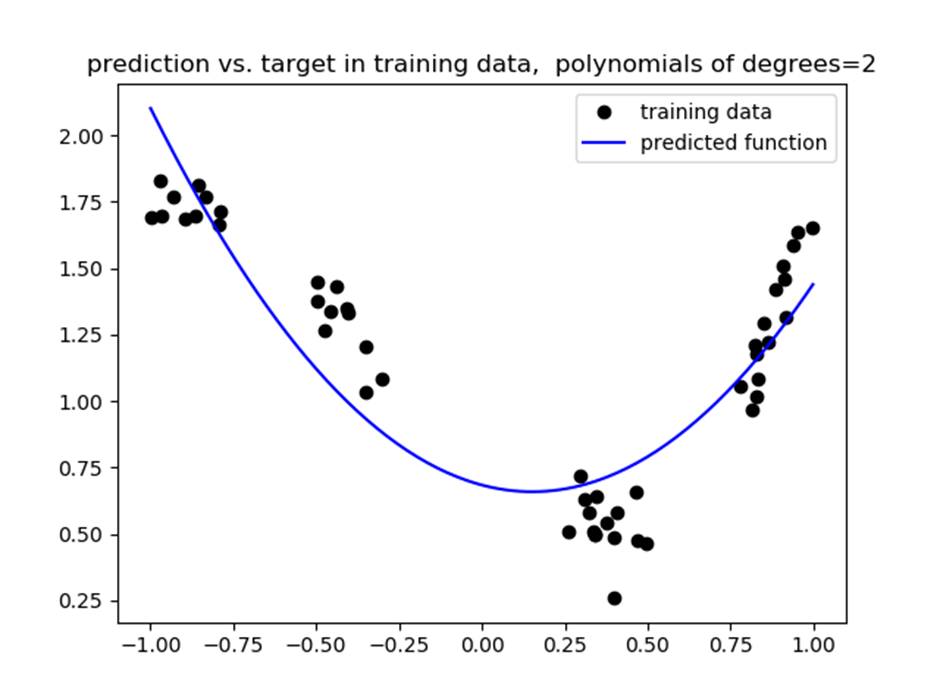 prediction vs. target in training data,  polynomials of degrees=2
training data
predicted function
2.00
1.75
1.50
1.25
1.00
0.75
0.50
0.25
−1.00 −0.75 −0.50 −0.25 0.00 0.25 0.50 0.75 1.00